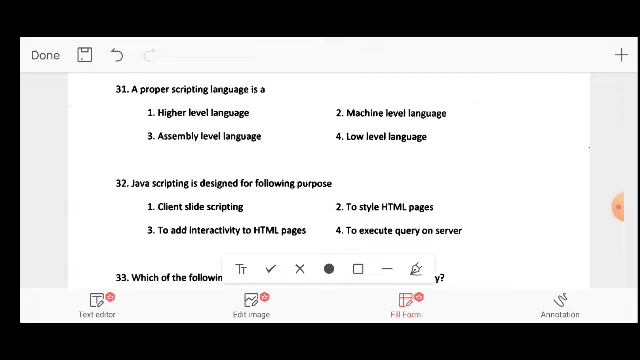 Done
31. A proper scripting language is a
1. Higher level language 2. Machine level language
3. Assembly level language 4. Low level language
32. Java scripting is designed for following purpose
1. Client slide scripting 2. To style HTML pages
3. To add interactivity to HTML pages 4. To execute query on server
33. Which of the following y?
Text editor Edit image Fill Form Annotation